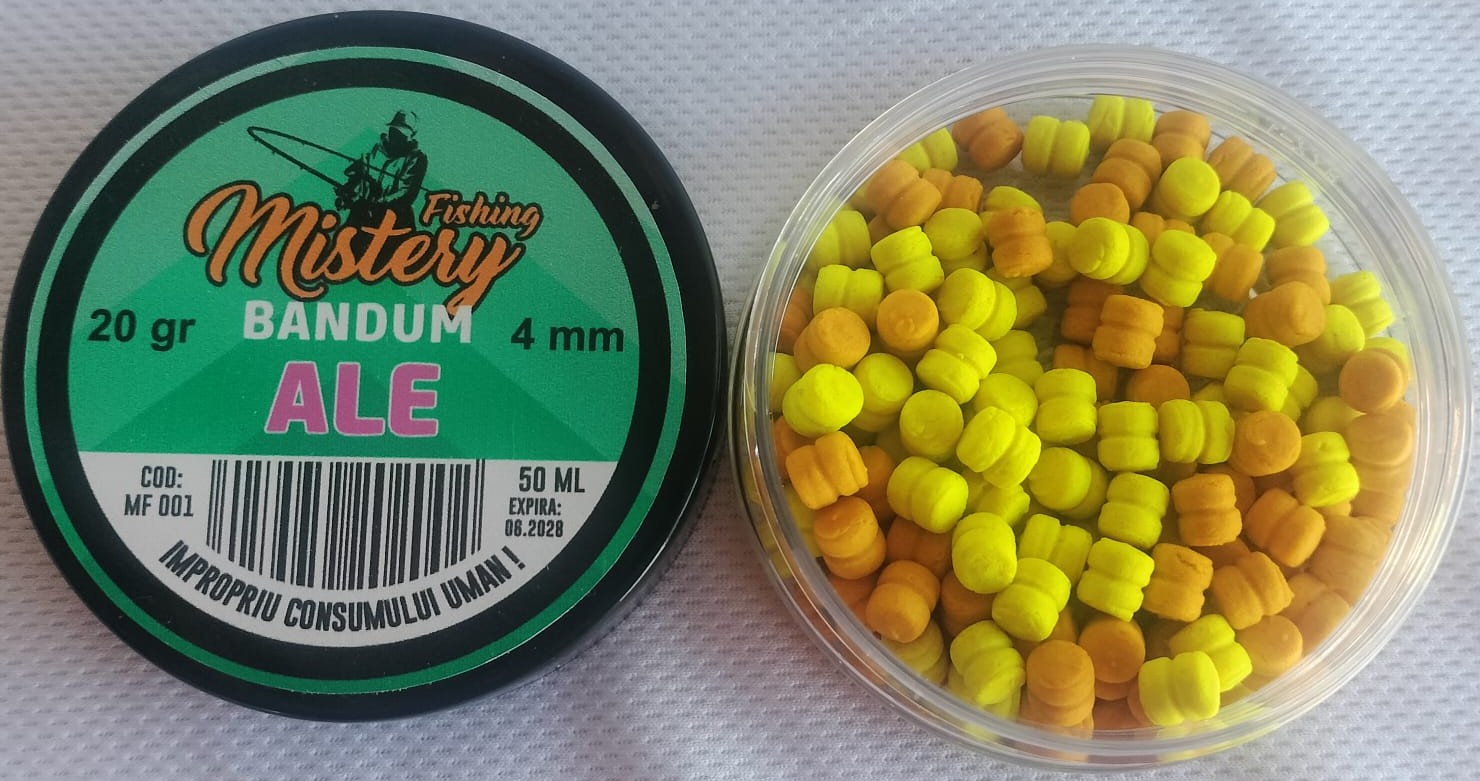 Fishing
Mistery
20 gr BANDUM 4 mm
ALE
COD:
MF 001
50 ML
EXPIRA:
06.2028
IMPROPRIU CONSUMULUI UMAN !